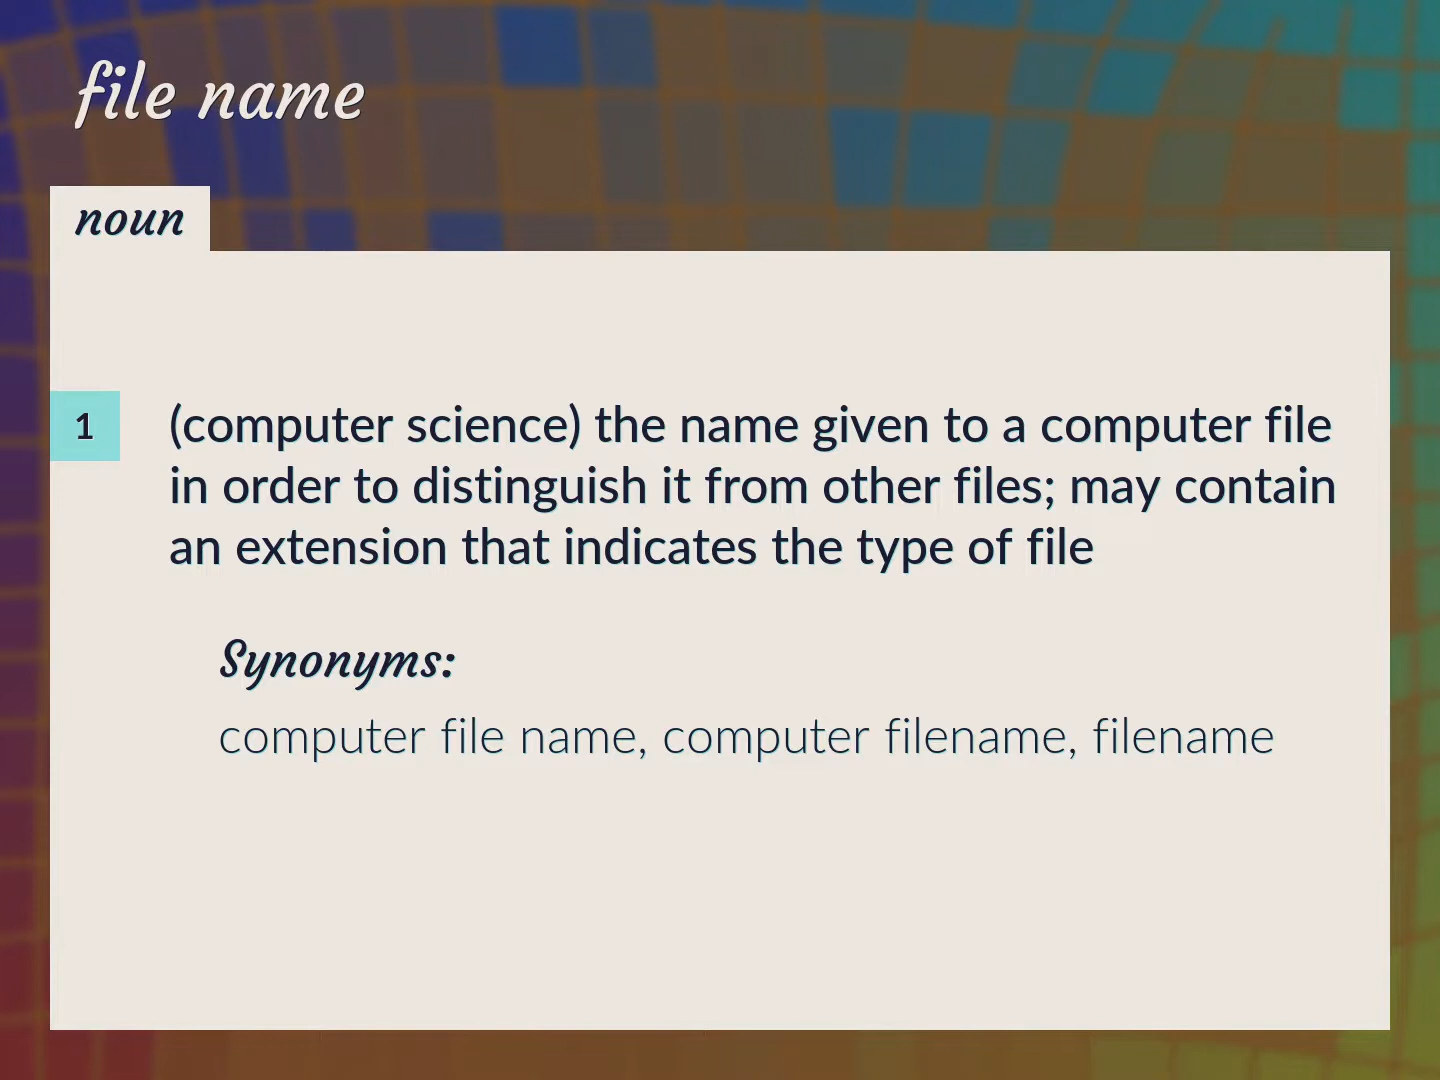 file name
noun
1
(computer science) the name given to a computer file
in order to distinguish it from other files; may contain
an extension that indicates the type of file
Synonyms:
computer file name, computer filename, filename